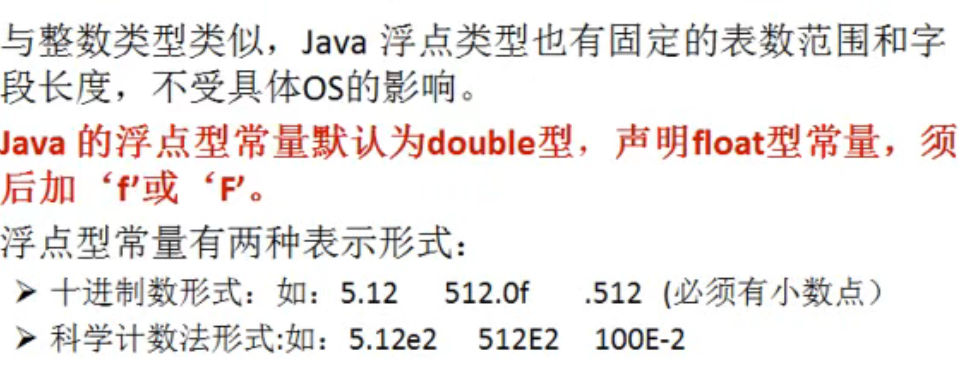 与整数类型类似，Java 浮点类型也有固定的表数范围和字
段长度，不受具体OS的影响。
Java 的浮点型常量默认为double型，声明float型常量，须
后加‘f’或‘F’。
浮点型常量有两种表示形式：
➢ 十进制数形式：如：5.12 512.0f .512 (必须有小数点）
➢ 科学计数法形式:如：5.12e2 512E2 100E-2